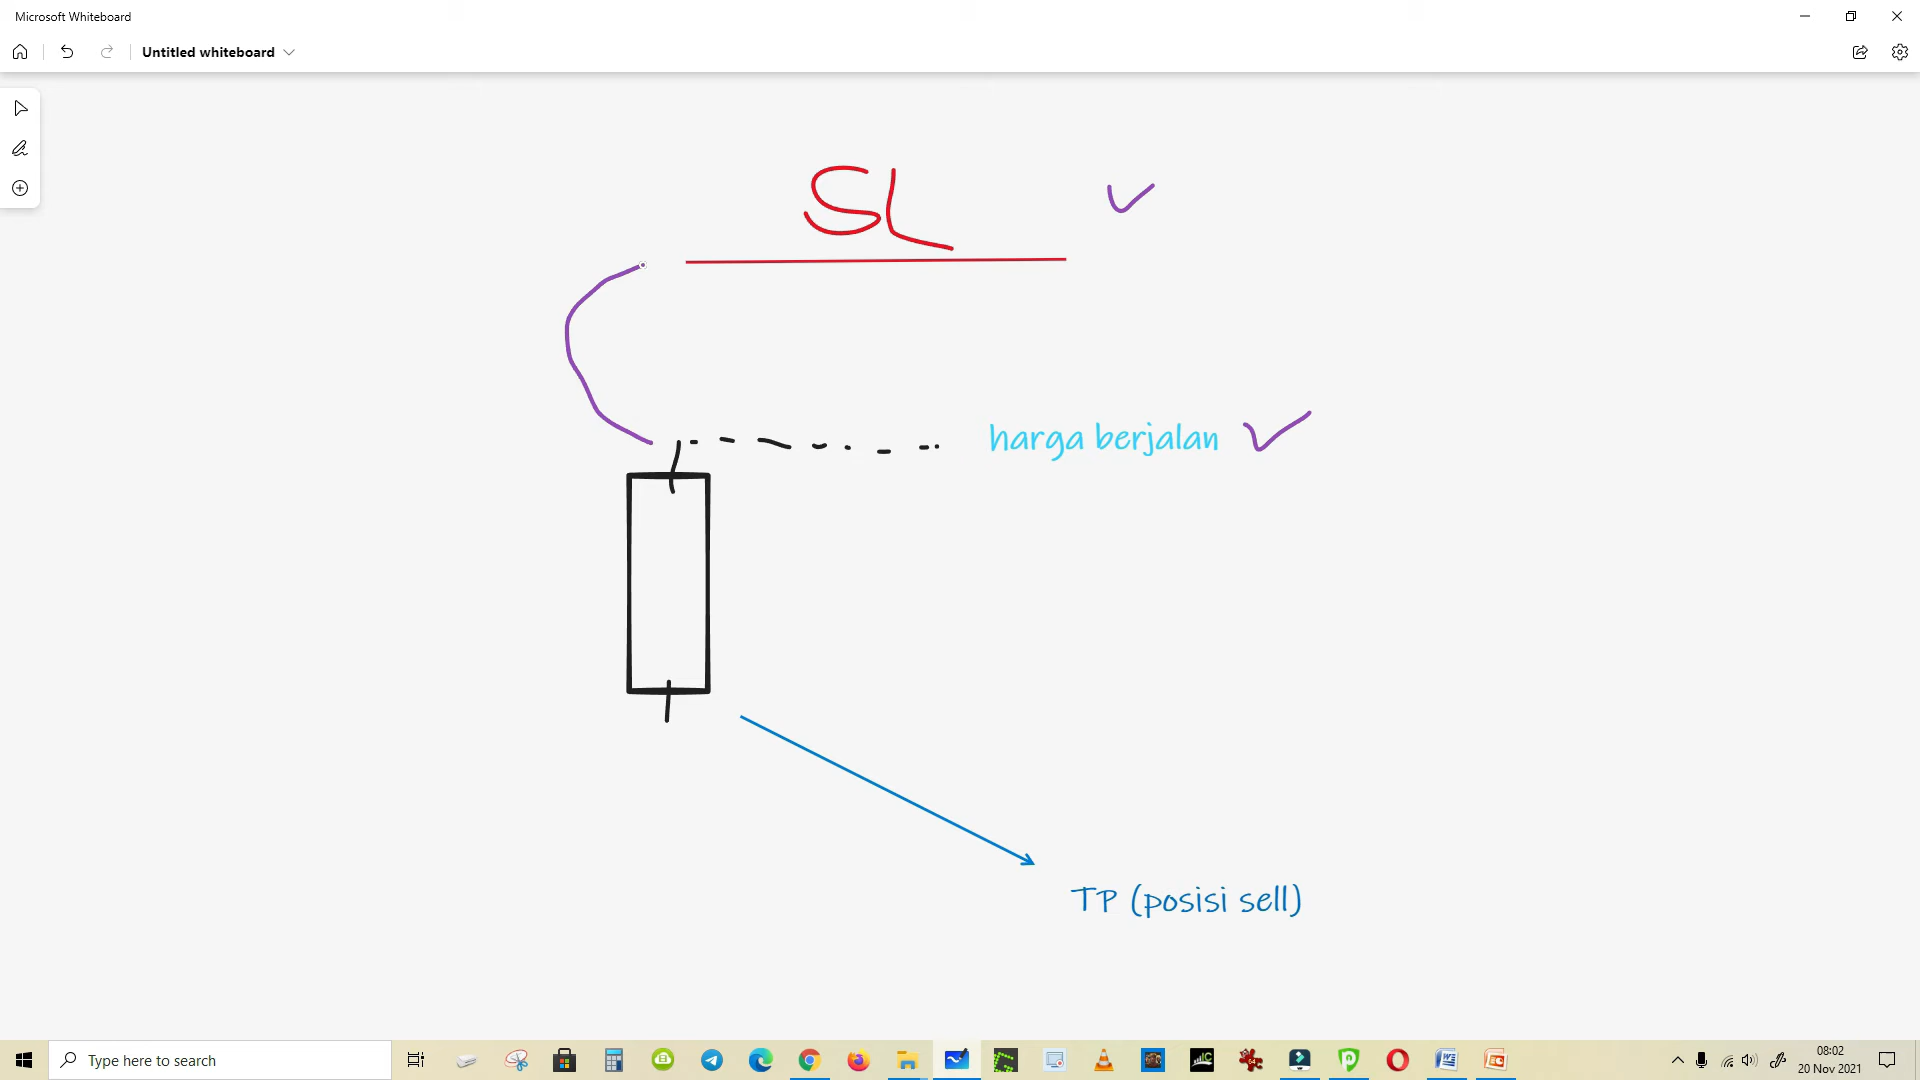 Microsoft Whiteboard
Untitled whiteboard
SL
harga berjalan
TP (posisi sell)
Type here to search
08:02
20 Nov 2021